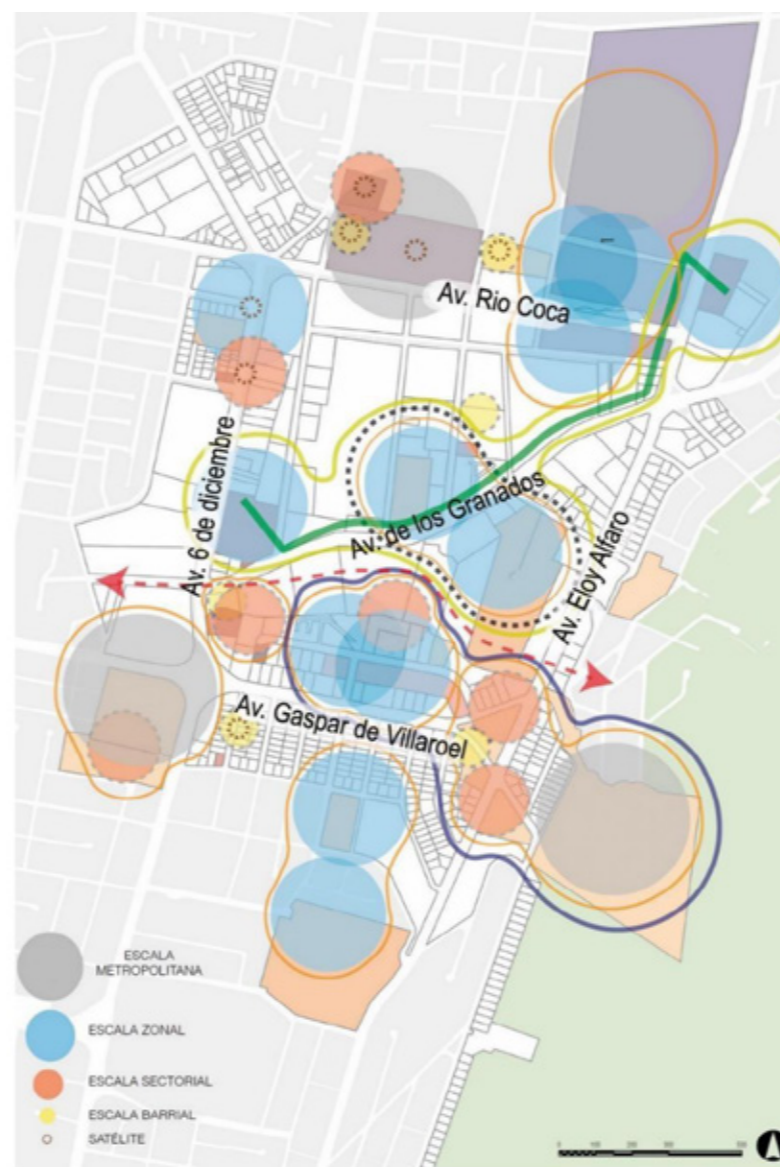 1
Av. Rio Coca
Av. 6 de diciembre
Av. de los Granados
Av. Eloy Alfaro
Av. Gaspar de Villaroel
ESCALA
METROPOLITANA
ESCALA ZONAL
ESCALA SECTORIAL
ESCALA BARRIAL
SATÉLITE